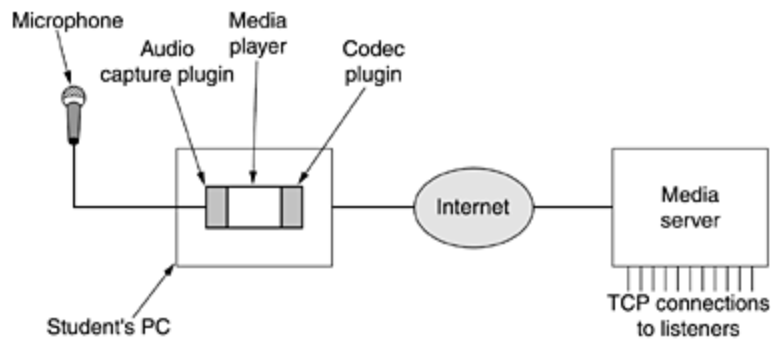 Microphone
Audio
capture plugin
Media
player
Codec
plugin
Internet
Media
server
Student's PC
TCP connections
to listeners